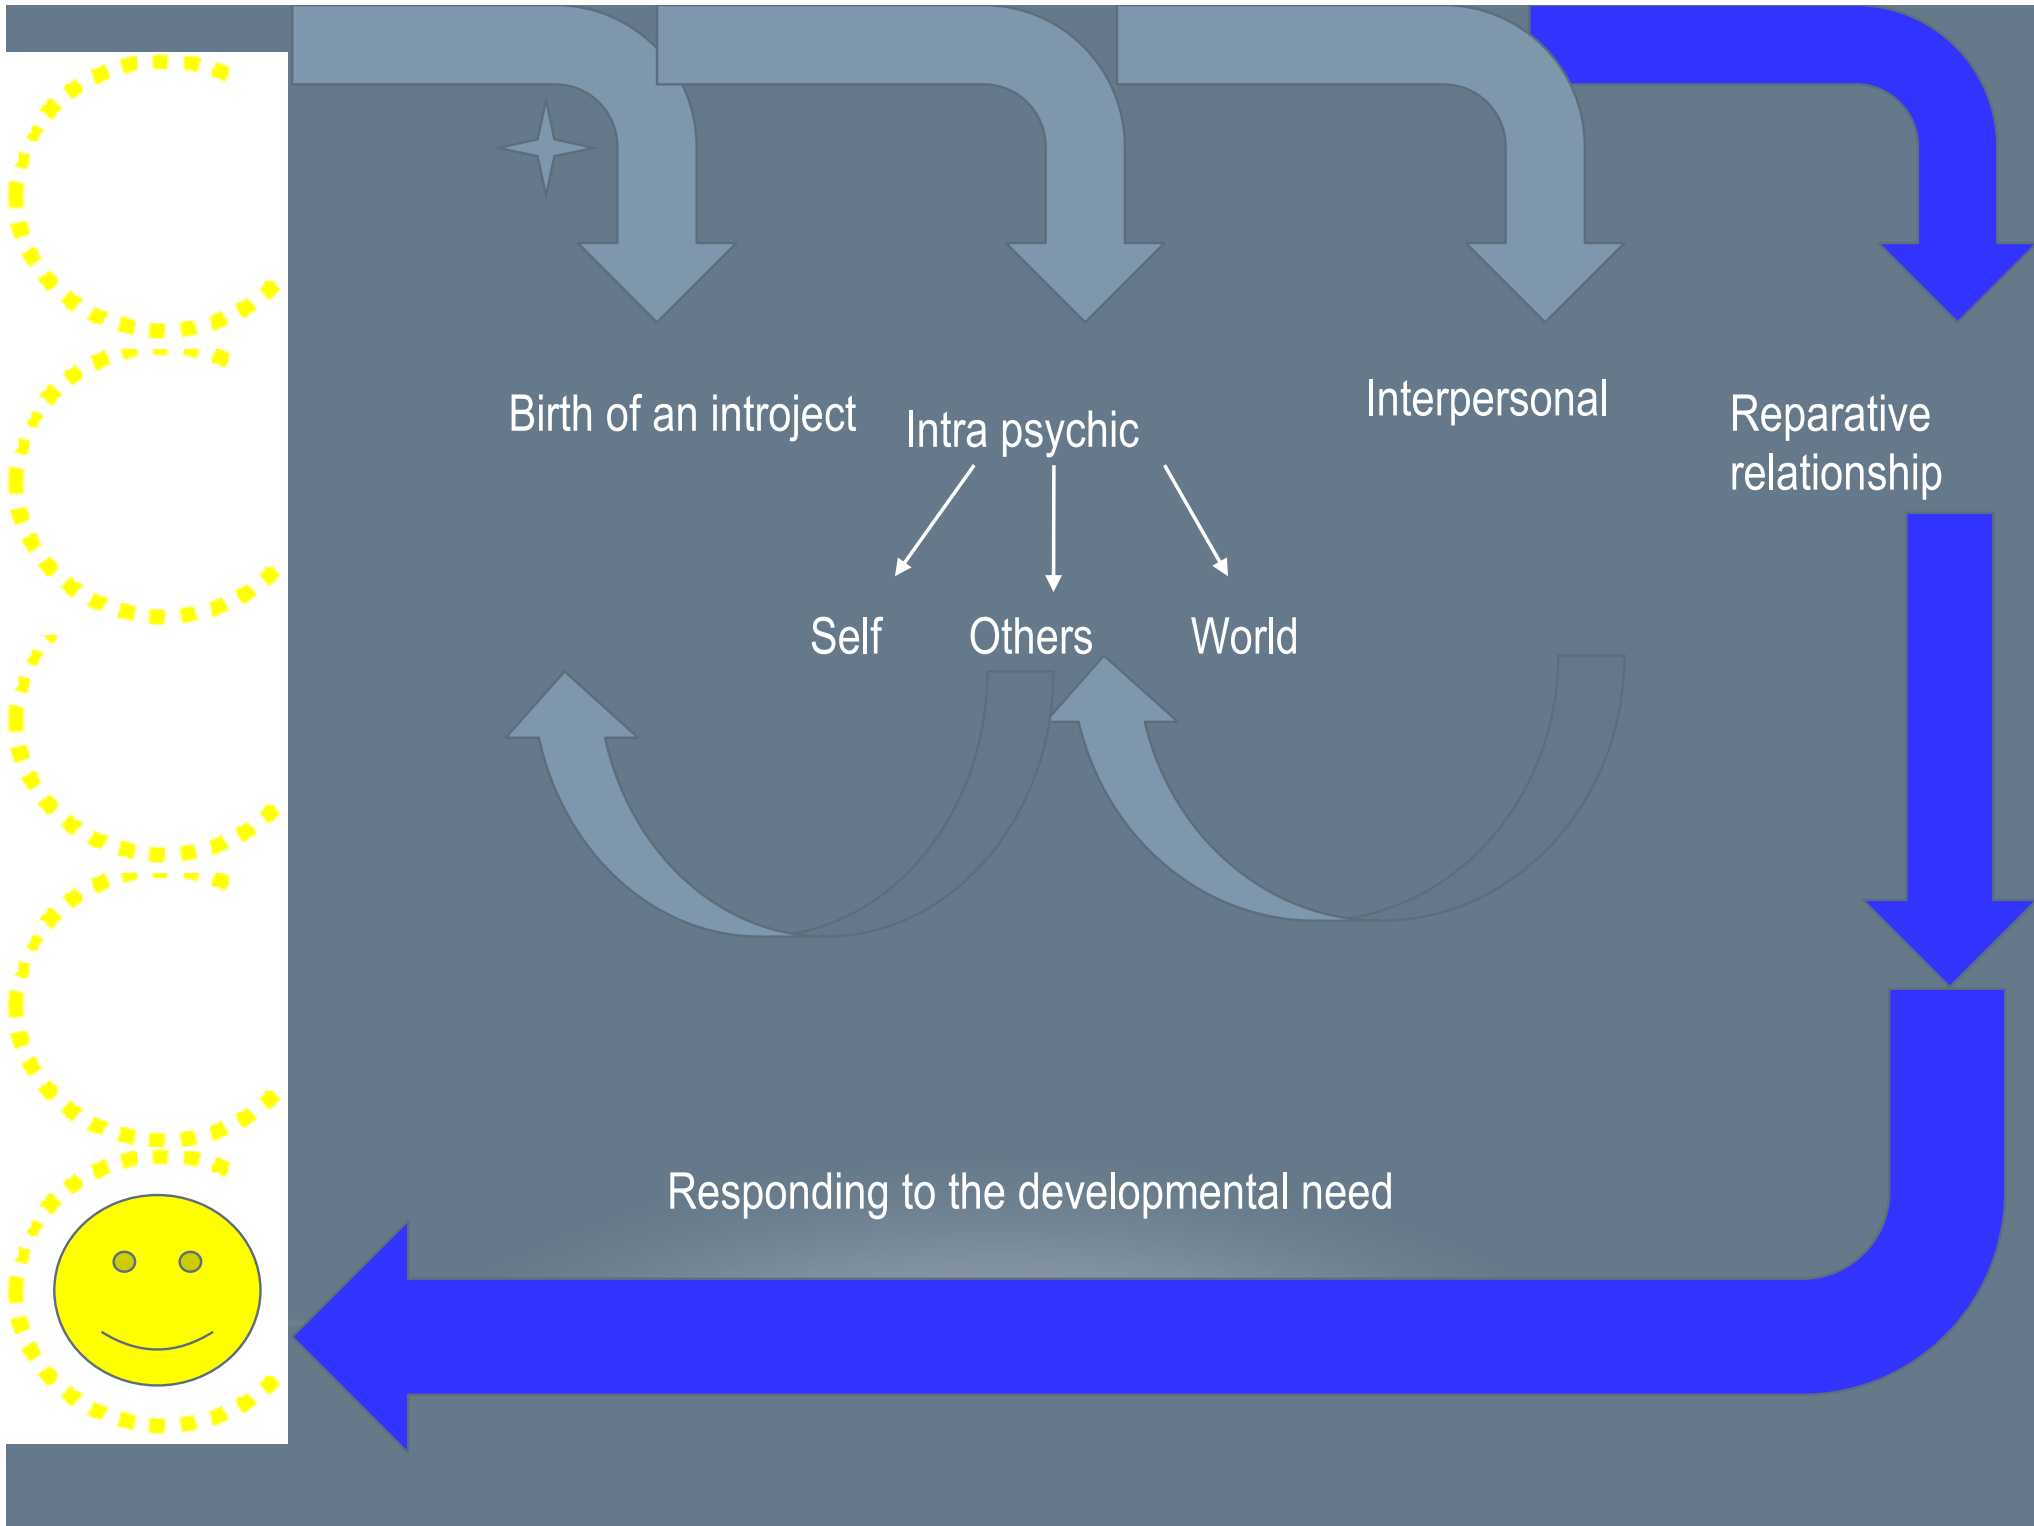 Birth of an introject
Intra psychic
Interpersonal
Reparative
relationship
Self
Others
World
Responding to the developmental need